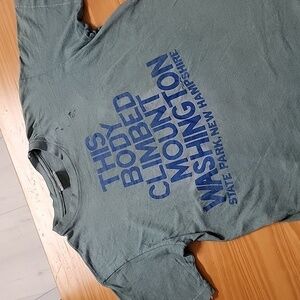 THIS
BODY
CLIMBED
MOUNT
WASHINGTON
STATE PARK, NEW HAMPSHIRE